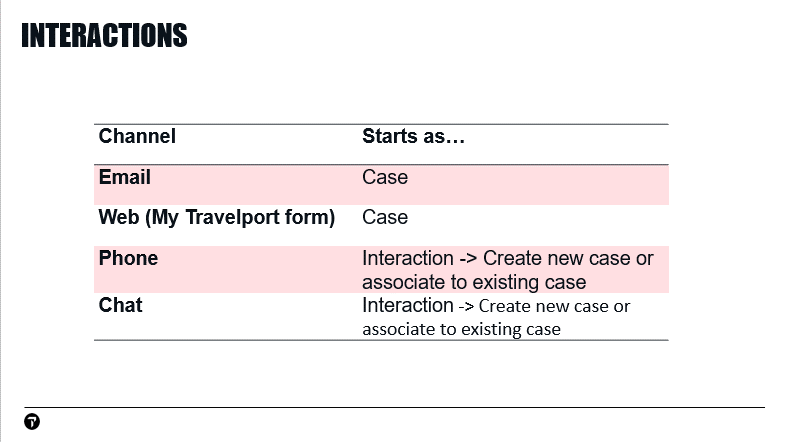 INTERACTIONS
Channel Starts as…
Email Case
Web (My Travelport form) Case
Phone Interaction -> Create new case or
associate to existing case
Chat Interaction -> Create new case or
associate to existing case